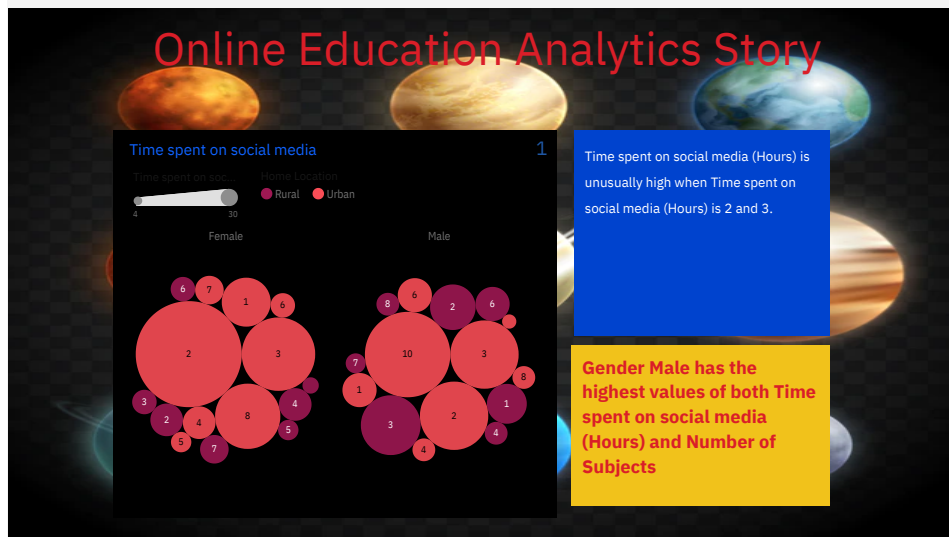 Online Education Analytics Story
Time spent on social media
1
Time spent on soc...
4
30
Home Location
Rural
Urban
Female
Male
6
7
1
6
2
3
3
2
4
8
4
5
5
7
8
6
2
6
10
3
7
1
8
3
2
1
4
4
Time spent on social media (Hours) is
unusually high when Time spent on
social media (Hours) is 2 and 3.
Gender Male has the
highest values of both Time
spent on social media
(Hours) and Number of
Subjects